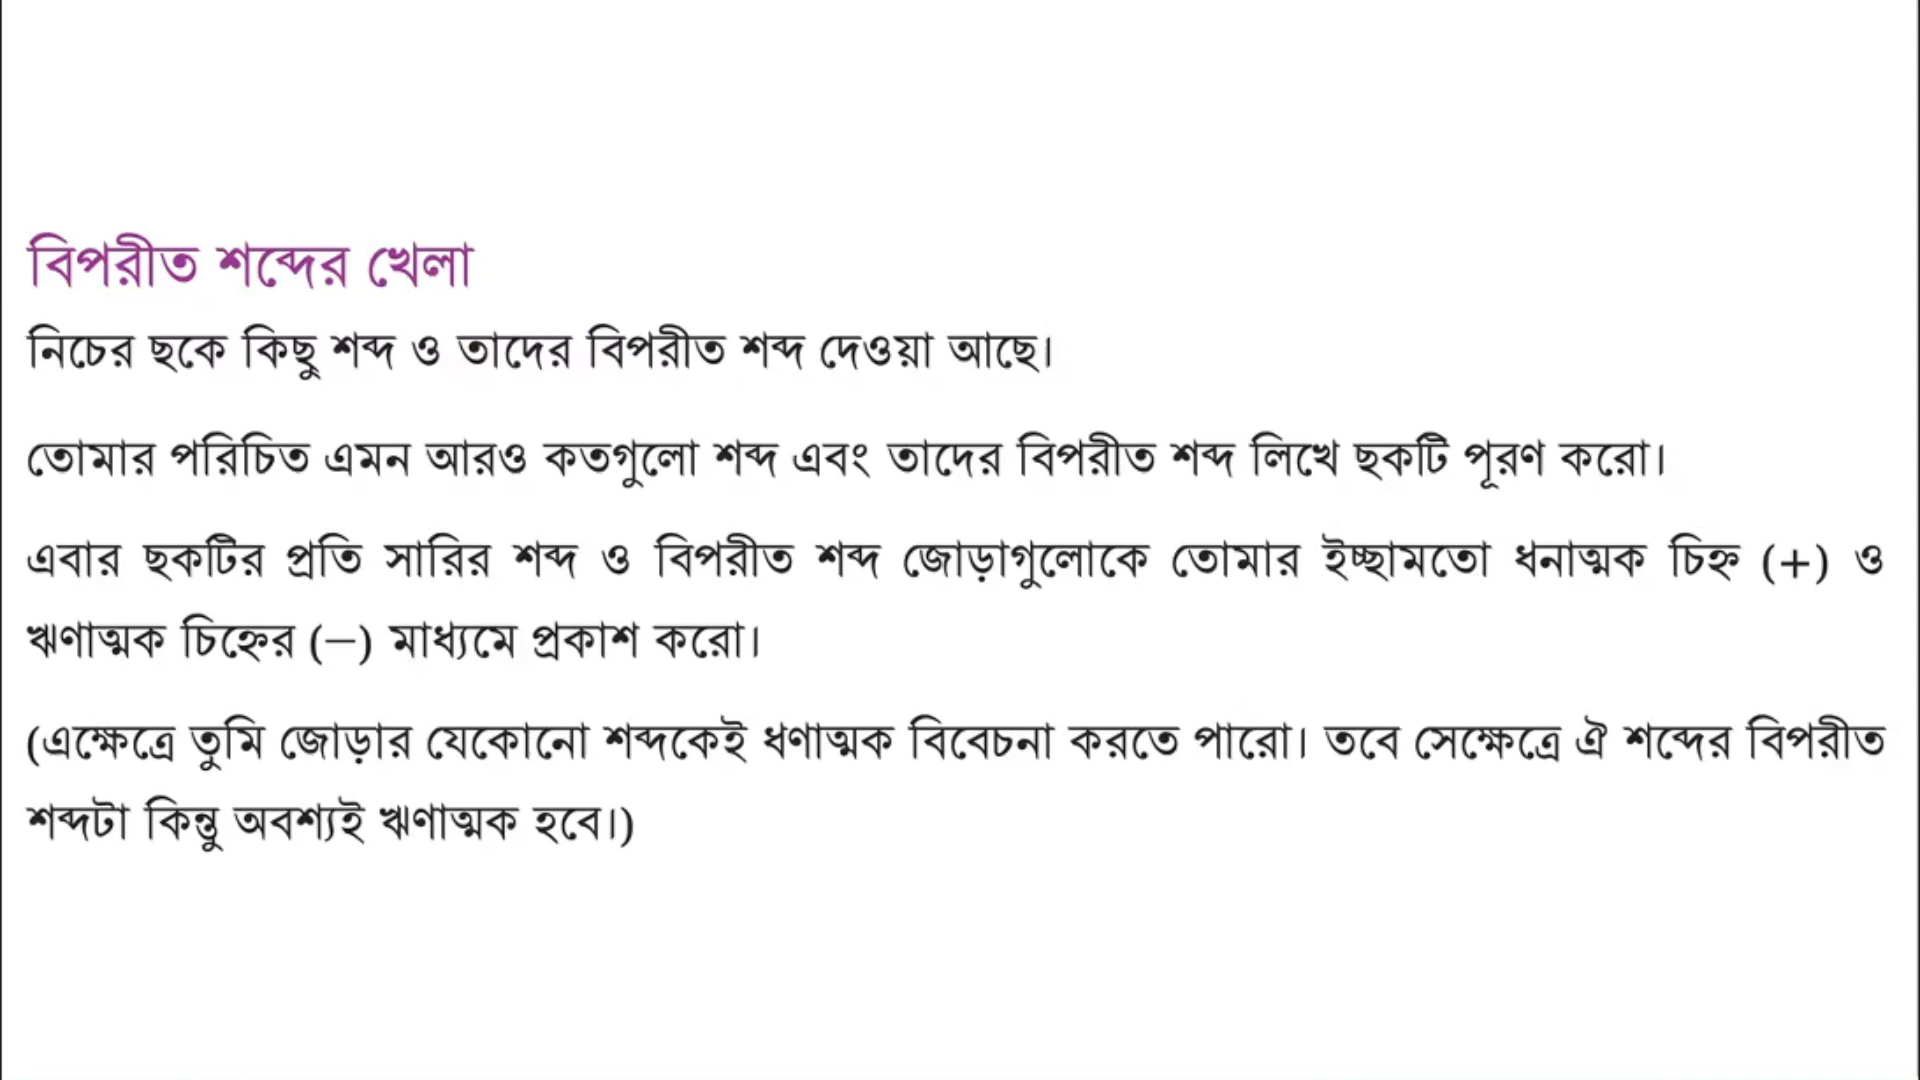 বিপরীত শব্দের খেলা
নিচের ছকে কিছু শব্দ ও তাদের বিপরীত শব্দ দেওয়া আছে।
তোমার পরিচিত এমন আরও কতগুলো শব্দ এবং তাদের বিপরীত শব্দ লিখে ছকটি পূরণ করো।
এবার ছকটির প্রতি সারির শব্দ ও বিপরীত শব্দ জোড়াগুলোকে তোমার ইচ্ছামতো ধনাত্মক চিহ্ন (+) ও
ঋণাত্মক চিহ্নের (−) মাধ্যমে প্রকাশ করো।
(এক্ষেত্রে তুমি জোড়ার যেকোনো শব্দকেই ধণাত্মক বিবেচনা করতে পারো। তবে সেক্ষেত্রে ঐ শব্দের বিপরীত
শব্দটা কিন্তু অবশ্যই ঋণাত্মক হবে।)